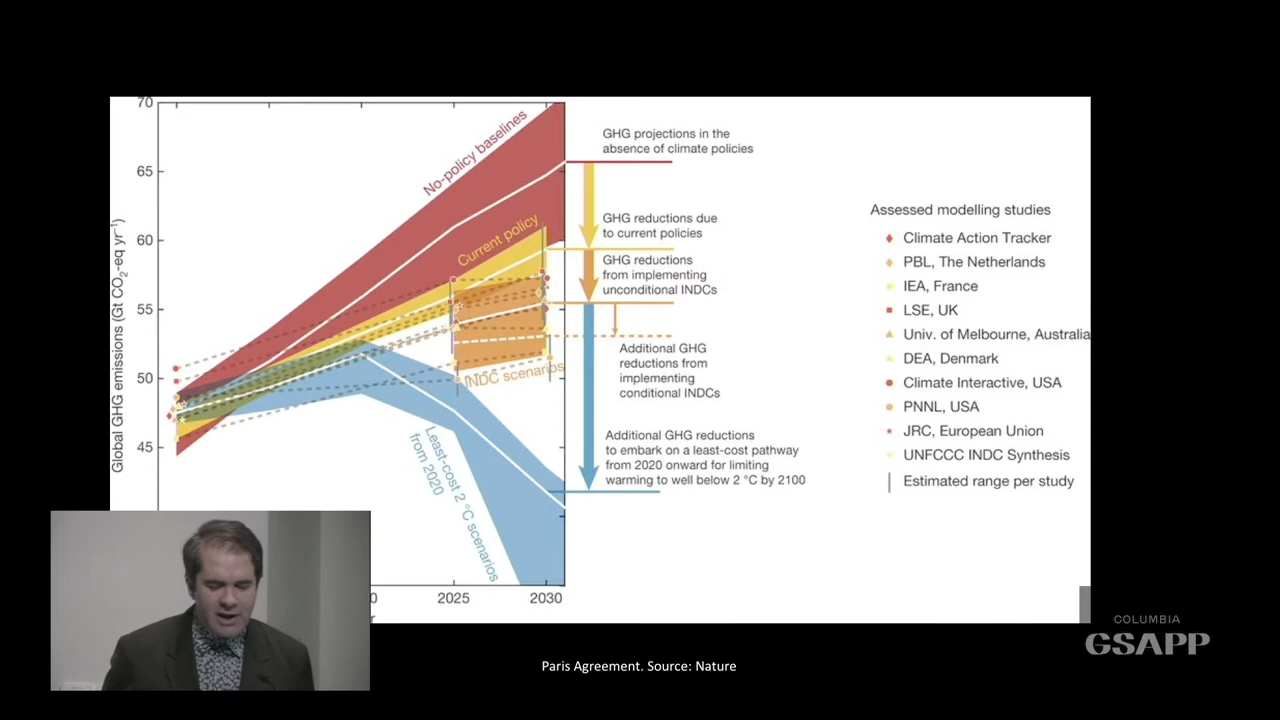 70
65
60
55
50
45
Global GHG emissions (Gt CO₂-eq yr⁻¹)
0
2025
2030
r
No-policy baselines
Current policy
INDC scenarios
Least-cost 2 °C scenarios
from 2020
GHG projections in the
absence of climate policies
GHG reductions due
to current policies
GHG reductions
from implementing
unconditional INDCs
Additional GHG
reductions from
implementing
conditional INDCs
Additional GHG reductions
to embark on a least-cost pathway
from 2020 onward for limiting
warming to well below 2 °C by 2100
Assessed modelling studies
Climate Action Tracker
PBL, The Netherlands
IEA, France
LSE, UK
Univ. of Melbourne, Australia
DEA, Denmark
Climate Interactive, USA
PNNL, USA
JRC, European Union
UNFCCC INDC Synthesis
Estimated range per study
COLUMBIA
GSAPP
Paris Agreement. Source: Nature